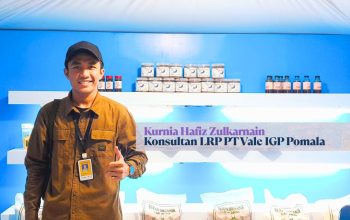 Kurnia Hafiz Zulkarnain
Konsultan LRP PT Vale IGP Pomala